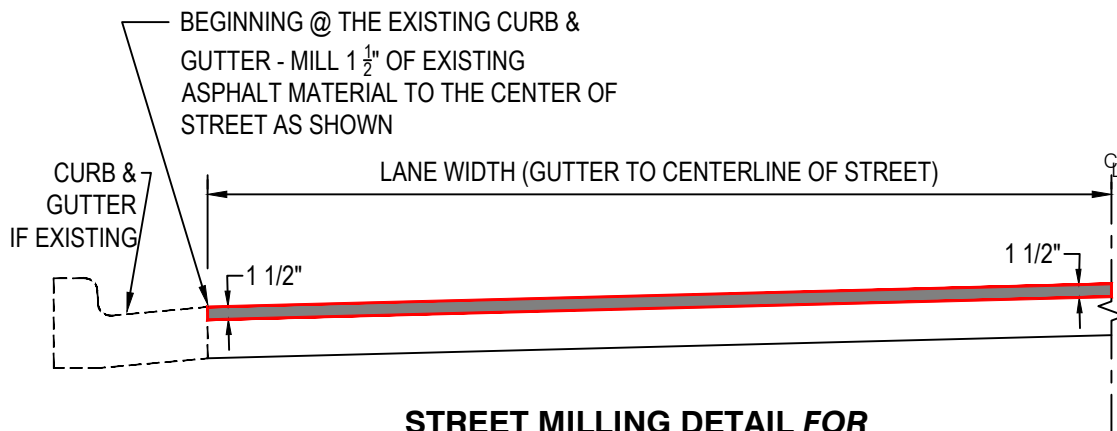 BEGINNING @ THE EXISTING CURB &
GUTTER - MILL 1 1/2" OF EXISTING
ASPHALT MATERIAL TO THE CENTER OF
STREET AS SHOWN
CURB &
GUTTER
IF EXISTING
LANE WIDTH (GUTTER TO CENTERLINE OF STREET)
CL
1 1/2"
1 1/2"
STREET MILLING DETAIL FOR